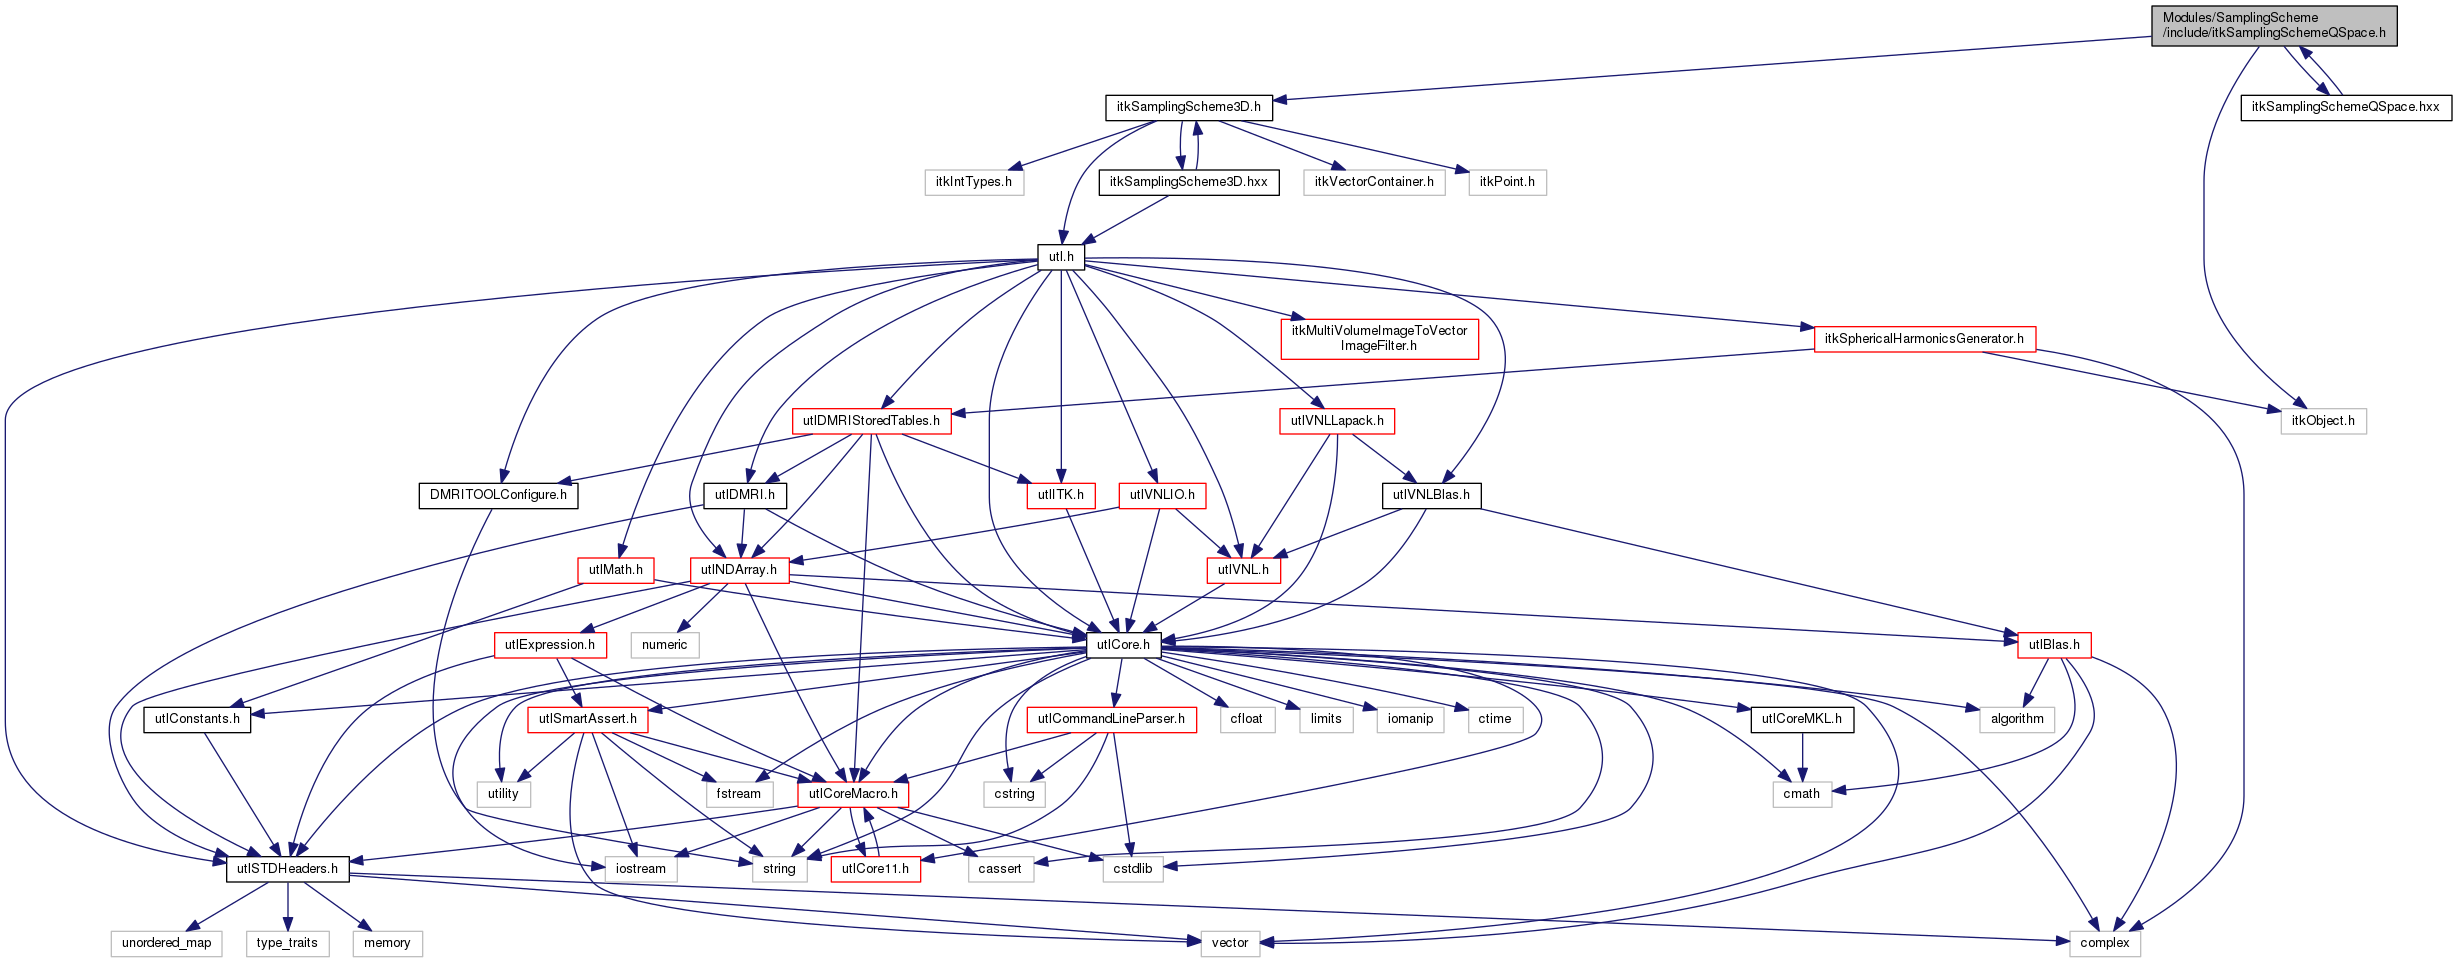 Modules/SamplingScheme
/include/itkSamplingSchemeQSpace.h
itkSamplingScheme3D.h
itkSamplingSchemeQSpace.hxx
itkIntTypes.h
itkSamplingScheme3D.hxx
itkVectorContainer.h
itkPoint.h
utl.h
itkMultiVolumeImageToVector
ImageFilter.h
itkSphericalHarmonicsGenerator.h
utlDMRIStoredTables.h
utlVNLLapack.h
itkObject.h
DMRITOOLConfigure.h
utlDMRI.h
utlITK.h
utlVNLIO.h
utlVNLBlas.h
utlMath.h
utlNDArray.h
utlVNL.h
utlExpression.h
numeric
utlCore.h
utlBlas.h
utlConstants.h
utlSmartAssert.h
utlCommandLineParser.h
cfloat
limits
iomanip
ctime
utlCoreMKL.h
algorithm
utility
fstream
utlCoreMacro.h
cstring
cmath
utlSTDHeaders.h
iostream
string
utlCore11.h
cassert
cstdlib
unordered_map
type_traits
memory
vector
complex